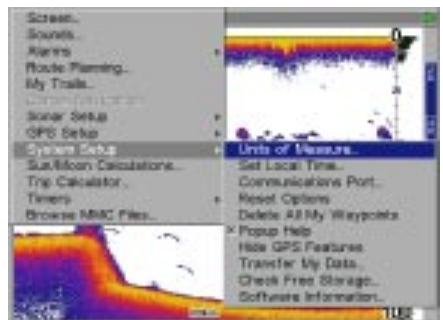 Screen...
Sounds...
Alarms
Route Planning...
My Trails...
Sonar Setup
GPS Setup
System Setup
Sun/Moon Calculations...
Trip Calculator...
Timers
Browse MMC Files...
Units of Measure...
Set Local Time...
Communications Port...
Reset Options
Delete All My Waypoints
× Popup Help
Hide GPS Features
Transfer My Data...
Check Free Storage...
Software Information...
0